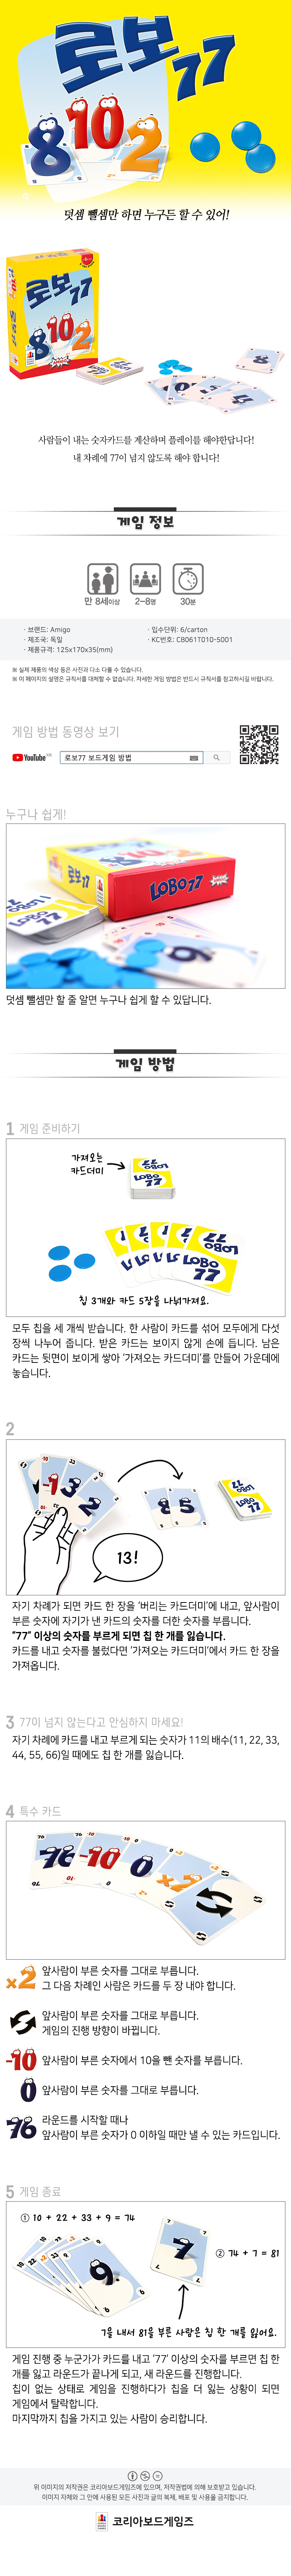 로보77
8 10 2
덧셈 뺄셈만 하면 누구든 할 수 있어!
로보77
8 10 2
AMIGO
사람들이 내는 숫자카드를 계산하며 플레이를 해야한답니다!
내 차례에 77이 넘지 않도록 해야 합니다!
게임 정보
만 8세이상
2-8명
30분
· 브랜드: Amigo
· 제조국: 독일
· 제품규격: 125x170x35(mm)
· 입수단위: 6/carton
· KC번호: CB061T010-5001
※ 실제 제품의 색상 등은 사진과 다소 다를 수 있습니다.
※ 이 페이지의 설명은 규칙서를 대체할 수 없습니다. 자세한 게임 방법은 반드시 규칙서를 참고하시길 바랍니다.
게임 방법 동영상 보기
YouTube KR
로보77 보드게임 방법
누구나 쉽게!
로보77
LOBO77
AMIGO
덧셈 뺄셈만 할 줄 알면 누구나 쉽게 할 수 있답니다.
게임 방법
1 게임 준비하기
가져오는
카드더미
LOBO
77
칩 3개와 카드 5장을 나눠가져요.
모두 칩을 세 개씩 받습니다. 한 사람이 카드를 섞어 모두에게 다섯
장씩 나누어 줍니다. 받은 카드는 보이지 않게 손에 듭니다. 남은
카드는 뒷면이 보이게 쌓아 ‘가져오는 카드더미’를 만들어 가운데에
놓습니다.
2
-10 3 2
8 5
LOBO
77
13!
자기 차례가 되면 카드 한 장을 ‘버리는 카드더미’에 내고, 앞사람이
부른 숫자에 자기가 낸 카드의 숫자를 더한 숫자를 부릅니다.
“77” 이상의 숫자를 부르게 되면 칩 한 개를 잃습니다.
카드를 내고 숫자를 불렀다면 ‘가져오는 카드더미’에서 카드 한 장을
가져옵니다.
3 77이 넘지 않는다고 안심하지 마세요!
자기 차례에 카드를 내고 부르게 되는 숫자가 11의 배수(11, 22, 33,
44, 55, 66)일 때에도 칩 한 개를 잃습니다.
4 특수 카드
76 -10 0 x2
x2 앞사람이 부른 숫자를 그대로 부릅니다.
그 다음 차례인 사람은 카드를 두 장 내야 합니다.
앞사람이 부른 숫자를 그대로 부릅니다.
게임의 진행 방향이 바뀝니다.
-10 앞사람이 부른 숫자에서 10을 뺀 숫자를 부릅니다.
0 앞사람이 부른 숫자를 그대로 부릅니다.
76 라운드를 시작할 때나
앞사람이 부른 숫자가 0 이하일 때만 낼 수 있는 카드입니다.
5 게임 종료
① 10 + 22 + 33 + 9 = 74
10 22 33 9
7
② 74 + 7 = 81
7을 내서 81을 부른 사람은 칩 한 개를 잃어요.
게임 진행 중 누군가가 카드를 내고 ‘77’ 이상의 숫자를 부르면 칩 한
개를 잃고 라운드가 끝나게 되고, 새 라운드를 진행합니다.
칩이 없는 상태로 게임을 진행하다가 칩을 더 잃는 상황이 되면
게임에서 탈락합니다.
마지막까지 칩을 가지고 있는 사람이 승리합니다.
위 이미지의 저작권은 코리아보드게임즈에 있으며, 저작권법에 의해 보호받고 있습니다.
이미지 자체와 그 안에 사용된 모든 사진과 글의 복제, 배포 및 사용을 금지합니다.
코리아보드게임즈